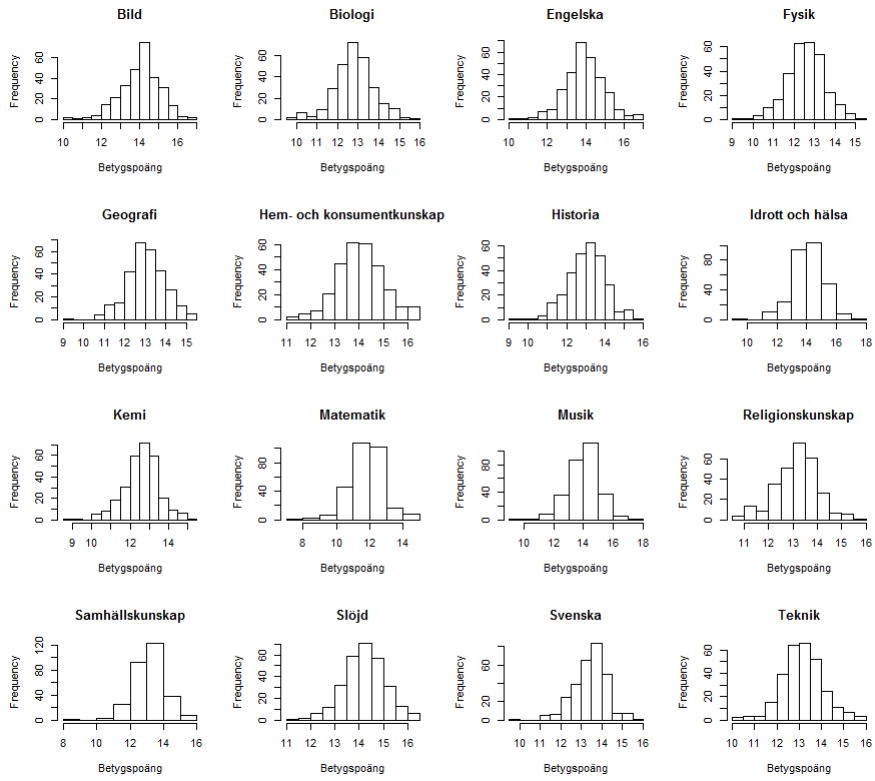 Bild
Frequency
0 20 40 60
10 12 14 16
Betygspoäng
Biologi
Frequency
0 20 40 60
10 11 12 13 14 15 16
Betygspoäng
Engelska
Frequency
0 20 40 60
10 12 14 16
Betygspoäng
Fysik
Frequency
0 20 40 60
9 10 11 12 13 14 15
Betygspoäng
Geografi
Frequency
0 20 40 60
9 10 11 12 13 14 15
Betygspoäng
Hem- och konsumentkunskap
Frequency
0 20 40 60
11 12 13 14 15 16
Betygspoäng
Historia
Frequency
0 20 40 60
9 10 11 12 13 14 16
Betygspoäng
Idrott och hälsa
Frequency
0 40 80
10 12 14 16 18
Betygspoäng
Kemi
Frequency
0 20 40 60
9 10 12 14
Betygspoäng
Matematik
Frequency
0 40 80
8 10 12 14
Betygspoäng
Musik
Frequency
0 40 80
10 12 14 16 18
Betygspoäng
Religionskunskap
Frequency
0 20 40 60
11 12 13 14 15 16
Betygspoäng
Samhällskunskap
Frequency
0 40 80 120
8 10 12 14 16
Betygspoäng
Slöjd
Frequency
0 20 40 60
11 12 13 14 15 16
Betygspoäng
Svenska
Frequency
0 20 60
10 11 12 13 14 15 16
Betygspoäng
Teknik
Frequency
0 20 40 60
10 11 12 13 14 15 16
Betygspoäng